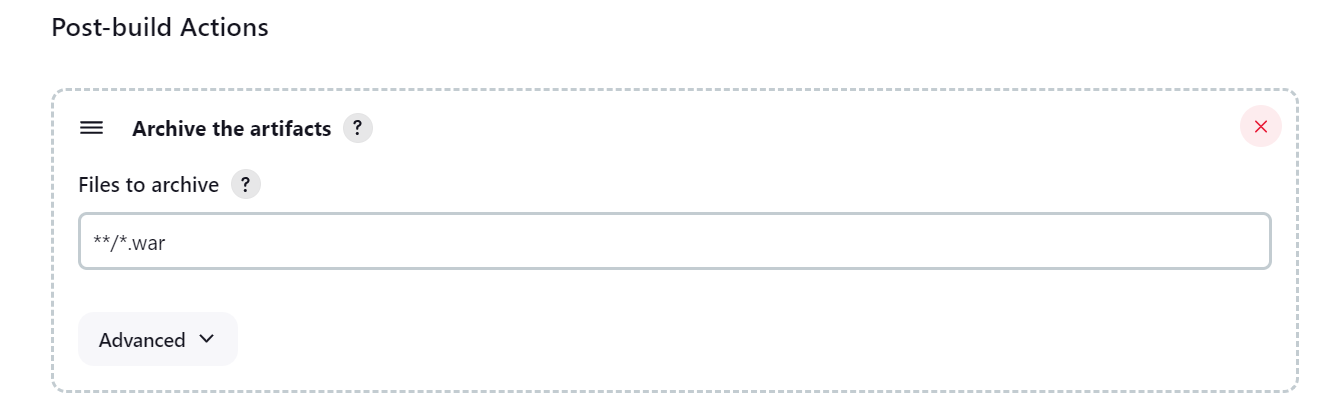 Post-build Actions
Archive the artifacts ?
Files to archive ?
**/*.war
Advanced